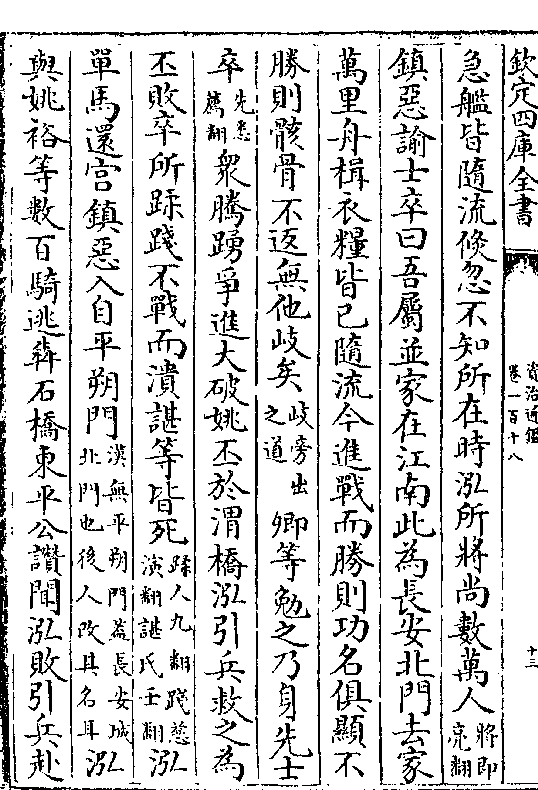 欽定四庫全書
資治通鑑
卷一百十八
十三
急艦皆隨流倐忽不知所在時泓所將尚數萬人將即亮翻
鎮惡諭士卒曰吾屬並家在江南此為長安北門去家
萬里舟楫衣糧皆已隨流今進戰而勝則功名俱顯不
勝則骸骨不返無他岐矣岐旁出之道卿等勉之乃身先士
卒先悉薦翻衆騰踴爭進大破姚丕於渭橋泓引兵救之為
丕敗卒所蹂踐不戰而潰諶等皆死蹂人九翻踐慈演翻諶氏壬翻泓
單馬還宫鎮惡入自平朔門漢無平朔門蓋長安城北門也後人改其名耳泓
與姚裕等數百騎逃犇石橋東平公讚聞泓敗引兵赴